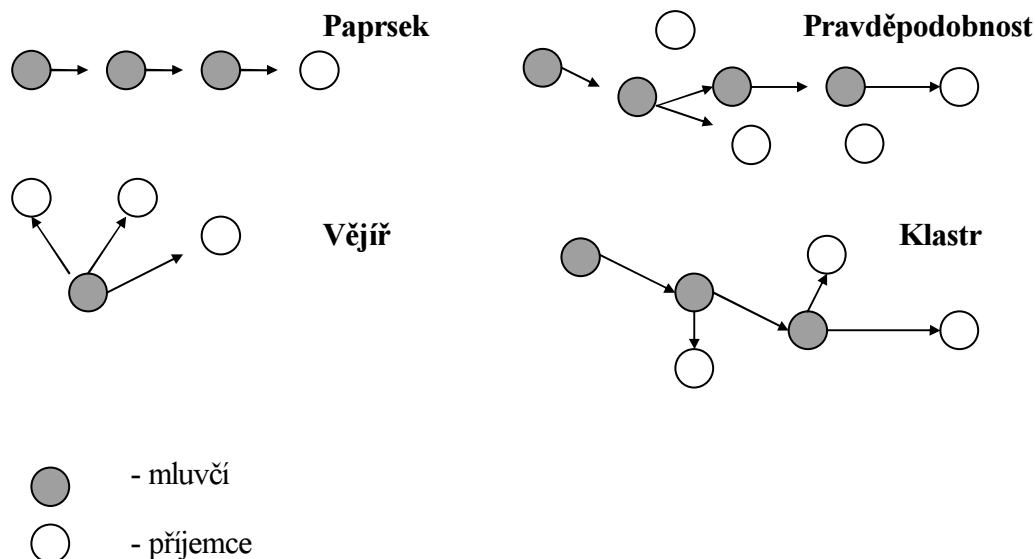 Paprsek
Pravděpodobnost
Vějíř
Klastr
- mluvčí
- příjemce